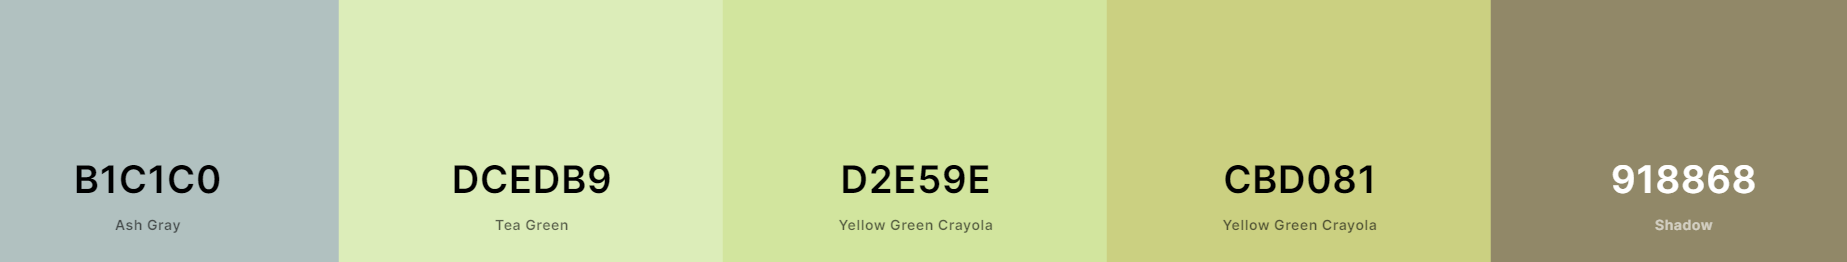 B1C1C0
Ash Gray
DCEDB9
Tea Green
D2E59E
Yellow Green Crayola
CBD081
Yellow Green Crayola
918868
Shadow